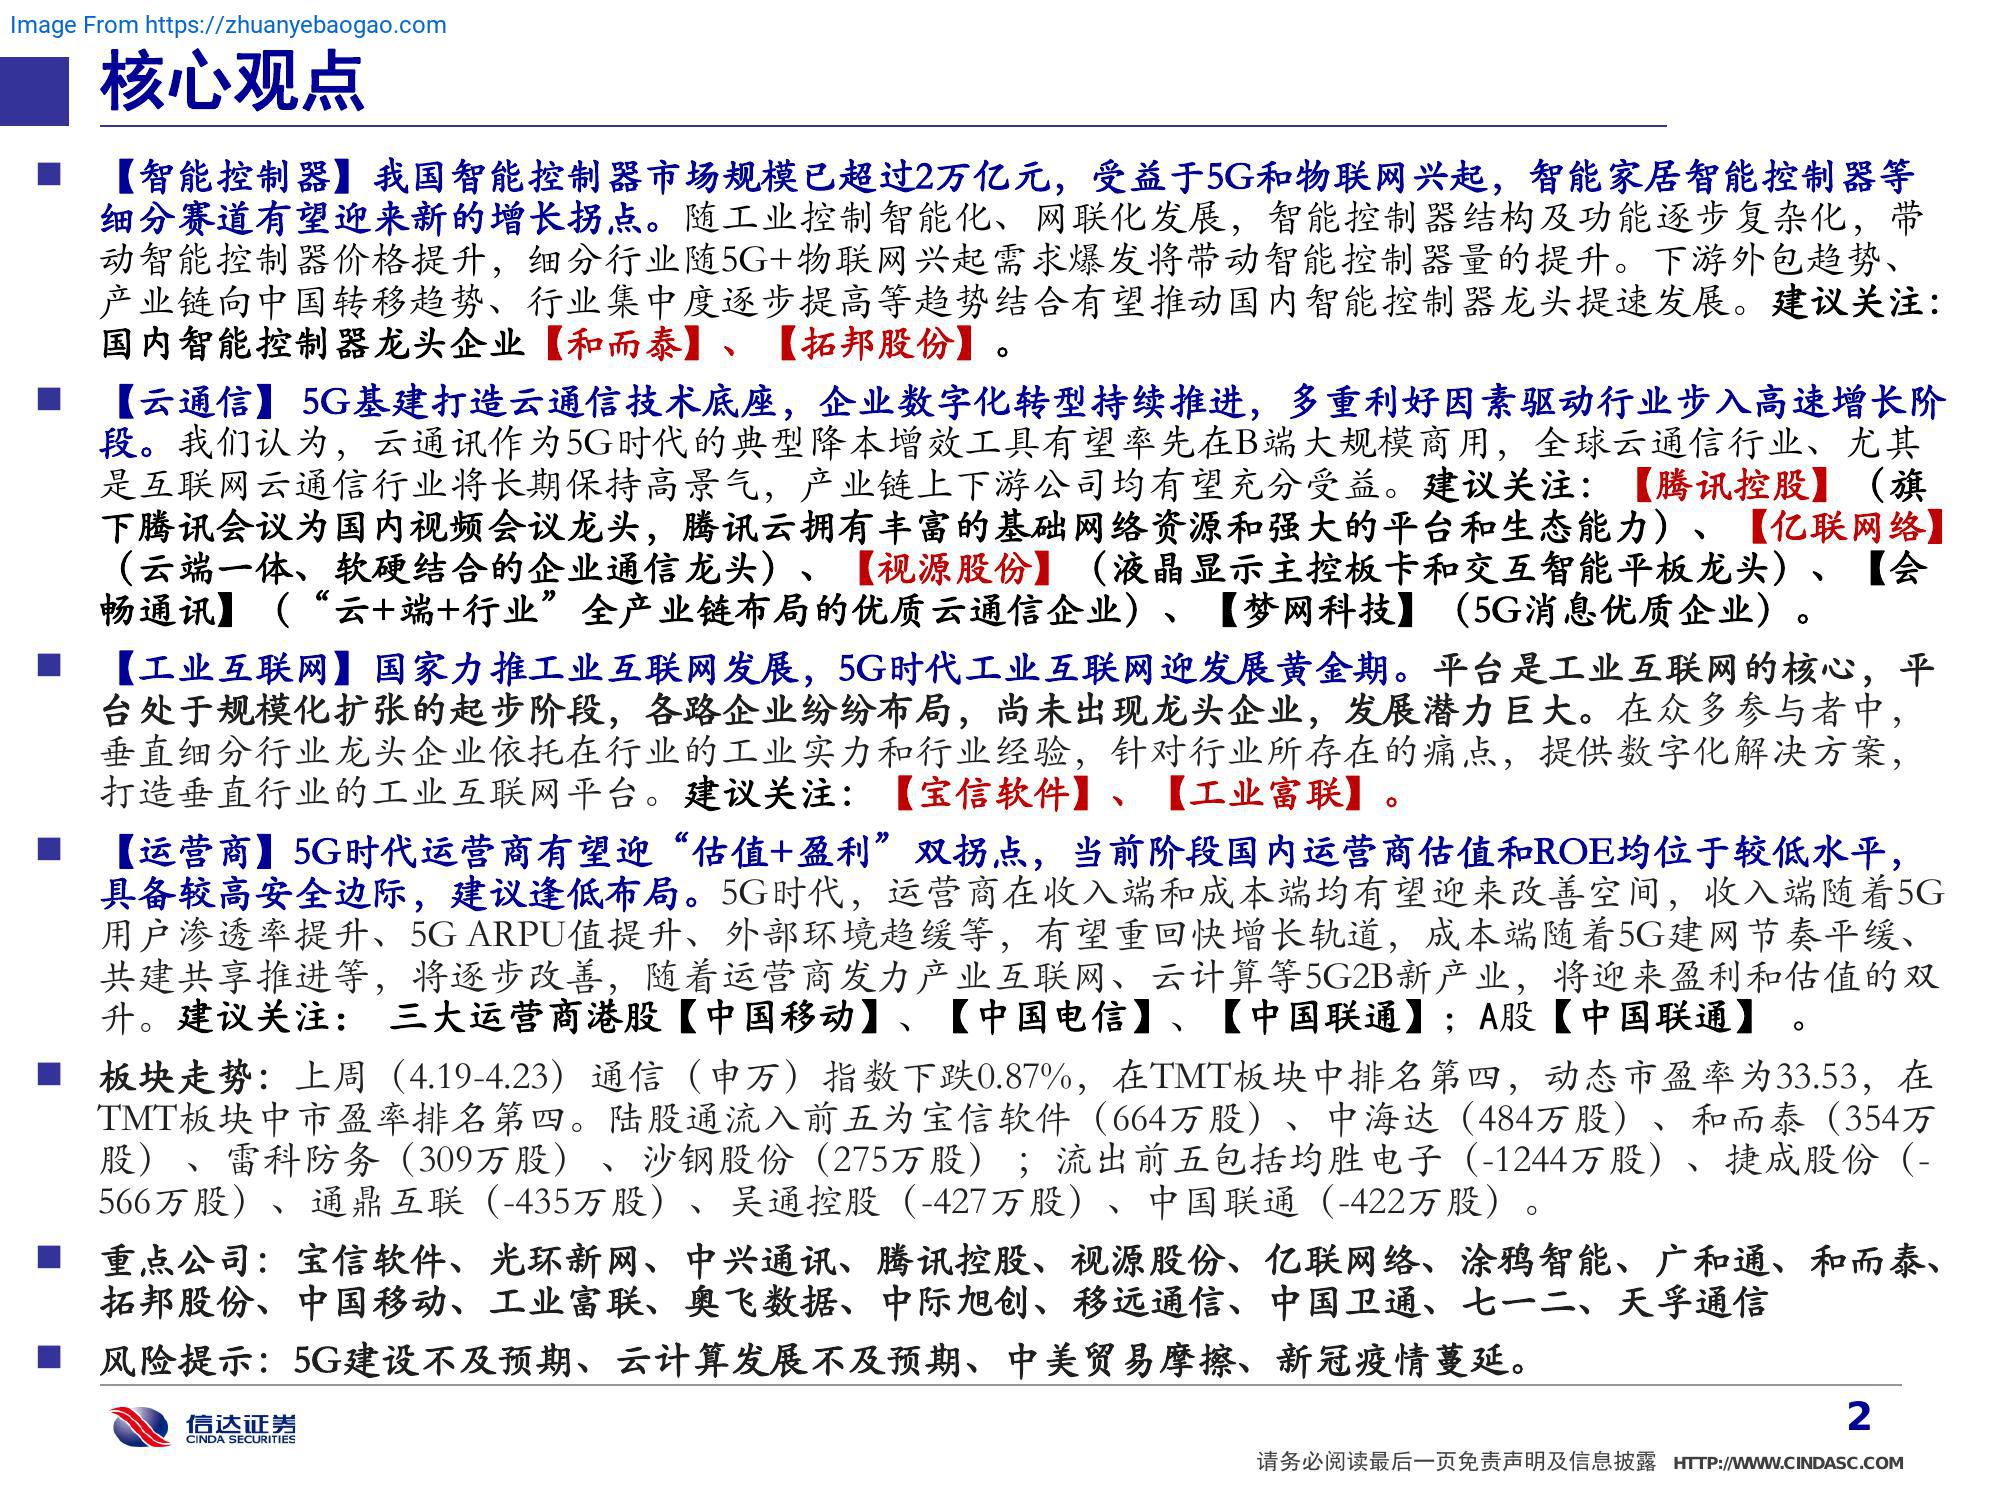 Image From https://zhuanyebaogao.com
核心观点
【智能控制器】我国智能控制器市场规模已超过2万亿元，受益于5G和物联网兴起，智能家居智能控制器等
细分赛道有望迎来新的增长拐点。随工业控制智能化、网联化发展，智能控制器结构及功能逐步复杂化，带
动智能控制器价格提升，细分行业随5G+物联网兴起需求爆发将带动智能控制器量的提升。下游外包趋势、
产业链向中国转移趋势、行业集中度逐步提高等趋势结合有望推动国内智能控制器龙头提速发展。建议关注：
国内智能控制器龙头企业【和而泰】、【拓邦股份】。
【云通信】5G基建打造云通信技术底座，企业数字化转型持续推进，多重利好因素驱动行业步入高速增长阶
段。我们认为，云通讯作为5G时代的典型降本增效工具有望率先在B端大规模商用，全球云通信行业、尤其
是互联网云通信行业将长期保持高景气，产业链上下游公司均有望充分受益。建议关注：【腾讯控股】（旗
下腾讯会议为国内视频会议龙头，腾讯云拥有丰富的基础网络资源和强大的平台和生态能力）、【亿联网络】
（云端一体、软硬结合的企业通信龙头）、【视源股份】（液晶显示主控板卡和交互智能平板龙头）、【会
畅通讯】（“云+端+行业”全产业链布局的优质云通信企业）、【梦网科技】（5G消息优质企业）。
【工业互联网】国家力推工业互联网发展，5G时代工业互联网迎发展黄金期。平台是工业互联网的核心，平
台处于规模化扩张的起步阶段，各路企业纷纷布局，尚未出现龙头企业，发展潜力巨大。在众多参与者中，
垂直细分行业龙头企业依托在行业的工业实力和行业经验，针对行业所存在的痛点，提供数字化解决方案，
打造垂直行业的工业互联网平台。建议关注：【宝信软件】、【工业富联】。
【运营商】5G时代运营商有望迎“估值+盈利”双拐点，当前阶段国内运营商估值和ROE均位于较低水平，
具备较高安全边际，建议逢低布局。5G时代，运营商在收入端和成本端均有望迎来改善空间，收入端随着5G
用户渗透率提升、5G ARPU值提升、外部环境趋缓等，有望重回快增长轨道，成本端随着5G建网节奏平缓、
共建共享推进等，将逐步改善，随着运营商发力产业互联网、云计算等5G2B新产业，将迎来盈利和估值的双
升。建议关注： 三大运营商港股【中国移动】、【中国电信】、【中国联通】；A股【中国联通】 。
板块走势：上周（4.19-4.23）通信（申万）指数下跌0.87%，在TMT板块中排名第四，动态市盈率为33.53，在
TMT板块中市盈率排名第四。陆股通流入前五为宝信软件（664万股）、中海达（484万股）、和而泰（354万
股）、雷科防务（309万股）、沙钢股份（275万股）；流出前五包括均胜电子（-1244万股）、捷成股份（-
566万股）、通鼎互联（-435万股）、吴通控股（-427万股）、中国联通（-422万股）。
重点公司：宝信软件、光环新网、中兴通讯、腾讯控股、视源股份、亿联网络、涂鸦智能、广和通、和而泰、
拓邦股份、中国移动、工业富联、奥飞数据、中际旭创、移远通信、中国卫通、七一二、天孚通信
风险提示：5G建设不及预期、云计算发展不及预期、中美贸易摩擦、新冠疫情蔓延。
信达证券
CINDA SECURITIES
2
请务必阅读最后一页免责声明及信息披露 HTTP://WWW.CINDASC.COM